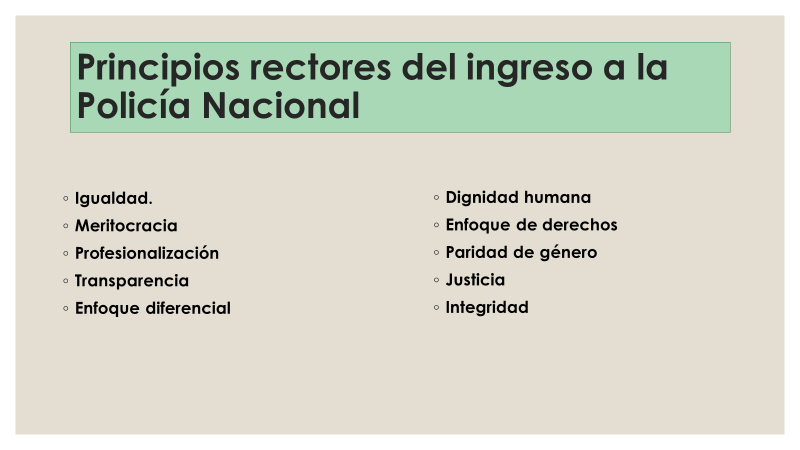 Principios rectores del ingreso a la
Policía Nacional
◦ Igualdad.
◦ Meritocracia
◦ Profesionalización
◦ Transparencia
◦ Enfoque diferencial
◦ Dignidad humana
◦ Enfoque de derechos
◦ Paridad de género
◦ Justicia
◦ Integridad